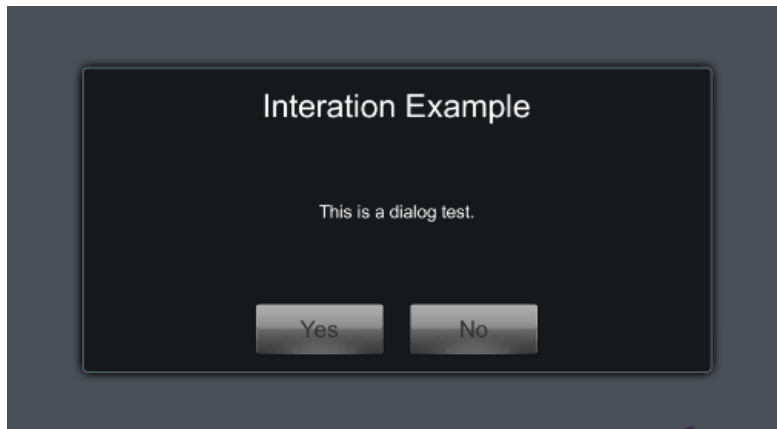 Interation Example
This is a dialog test.
Yes No